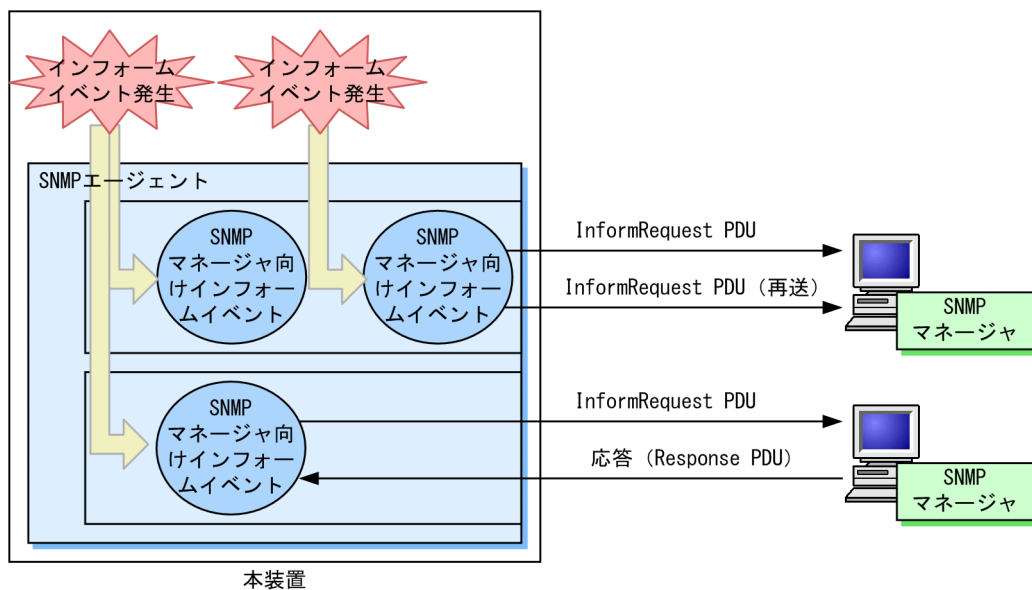 インフォーム
イベント発生
インフォーム
イベント発生
SNMPエージェント
SNMP
マネージャ向
けインフォー
ムイベント
SNMP
マネージャ向
けインフォー
ムイベント
InformRequest PDU
InformRequest PDU（再送）
SNMP
マネージャ
SNMP
マネージャ向
けインフォー
ムイベント
InformRequest PDU
応答（Response PDU）
SNMP
マネージャ
本装置